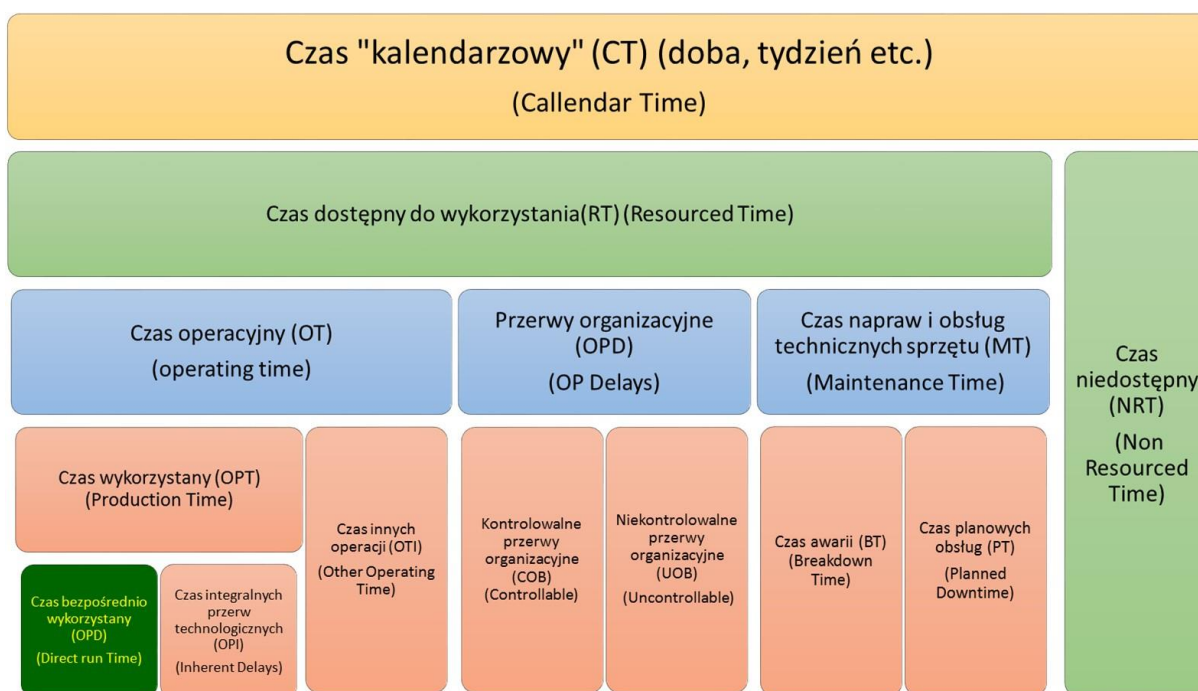 Czas "kalendarzowy" (CT) (doba, tydzień etc.)
(Callendar Time)
Czas dostępny do wykorzystania(RT) (Resourced Time)
Czas niedostępny
(NRT)
(Non
Resourced
Time)
Czas operacyjny (OT)
(operating time)
Przerwy organizacyjne
(OPD)
(OP Delays)
Czas napraw i obsług
technicznych sprzętu (MT)
(Maintenance Time)
Czas wykorzystany (OPT)
(Production Time)
Czas innych
operacji (OTI)
(Other Operating
Time)
Kontrolowalne
przerwy
organizacyjne
(COB)
(Controllable)
Niekontrolowalne
przerwy
organizacyjne
(UOB)
(Uncontrollable)
Czas awarii (BT)
(Breakdown
Time)
Czas planowych
obsług (PT)
(Planned
Downtime)
Czas bezpośrednio
wykorzystany
(OPD)
(Direct run Time)
Czas integralnych
przerw
technologicznych
(OPI)
(Inherent Delays)